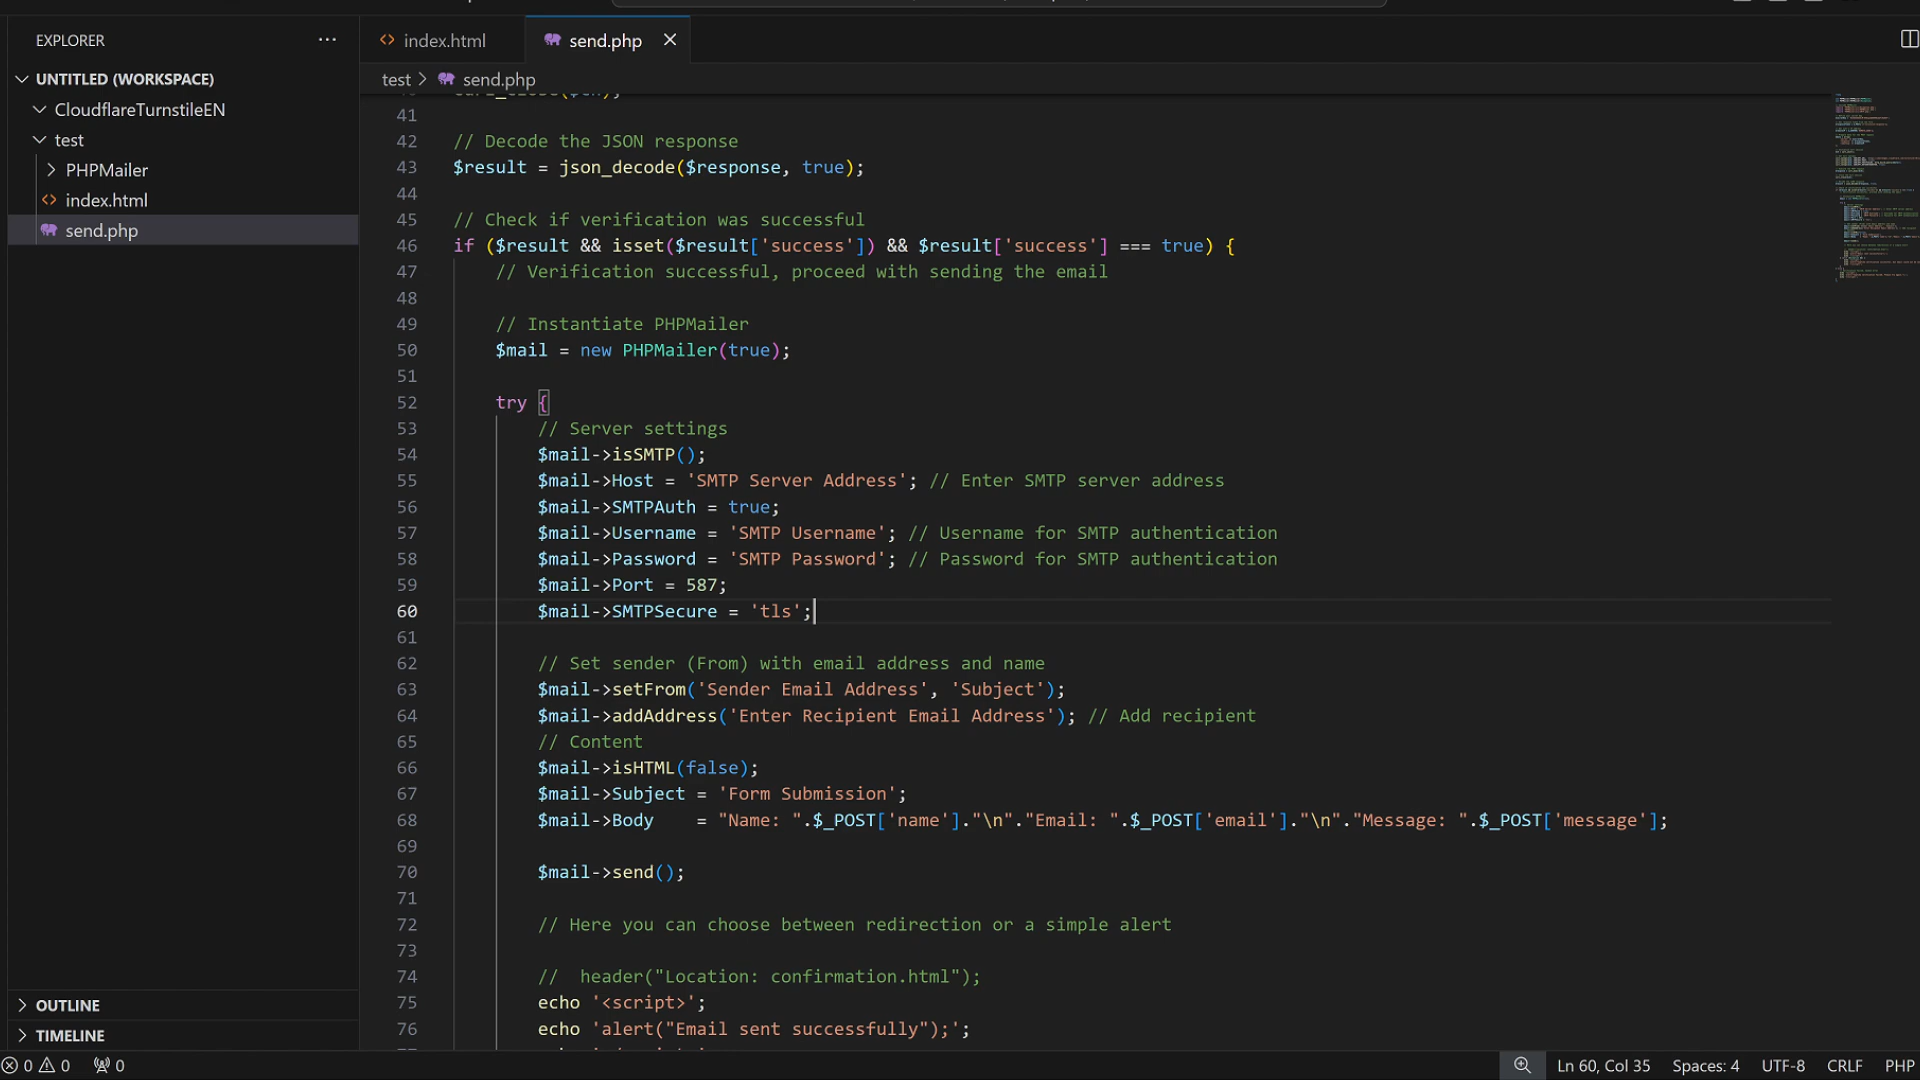 EXPLORER
index.html
send.php
UNTITLED (WORKSPACE)
test > send.php
CloudflareTurnstileEN
test
PHPMailer
index.html
send.php
41
42 // Decode the JSON response
43 $result = json_decode($response, true);
44
45 // Check if verification was successful
46 if ($result && isset($result['success']) && $result['success'] === true) {
47 // Verification successful, proceed with sending the email
48
49 // Instantiate PHPMailer
50 $mail = new PHPMailer(true);
51
52 try {
53 // Server settings
54 $mail->isSMTP();
55 $mail->Host = 'SMTP Server Address'; // Enter SMTP server address
56 $mail->SMTPAuth = true;
57 $mail->Username = 'SMTP Username'; // Username for SMTP authentication
58 $mail->Password = 'SMTP Password'; // Password for SMTP authentication
59 $mail->Port = 587;
60 $mail->SMTPSecure = 'tls';
61
62 // Set sender (From) with email address and name
63 $mail->setFrom('Sender Email Address', 'Subject');
64 $mail->addAddress('Enter Recipient Email Address'); // Add recipient
65 // Content
66 $mail->isHTML(false);
67 $mail->Subject = 'Form Submission';
68 $mail->Body    = "Name: ".$_POST['name']."\n"."Email: ".$_POST['email']."\n"."Message: ".$_POST['message'];
69
70 $mail->send();
71
72 // Here you can choose between redirection or a simple alert
73
74 //  header("Location: confirmation.html");
75 echo '<script>';
76 echo 'alert("Email sent successfully");';
OUTLINE
TIMELINE
0 0 0
Ln 60, Col 35
Spaces: 4
UTF-8
CRLF
PHP